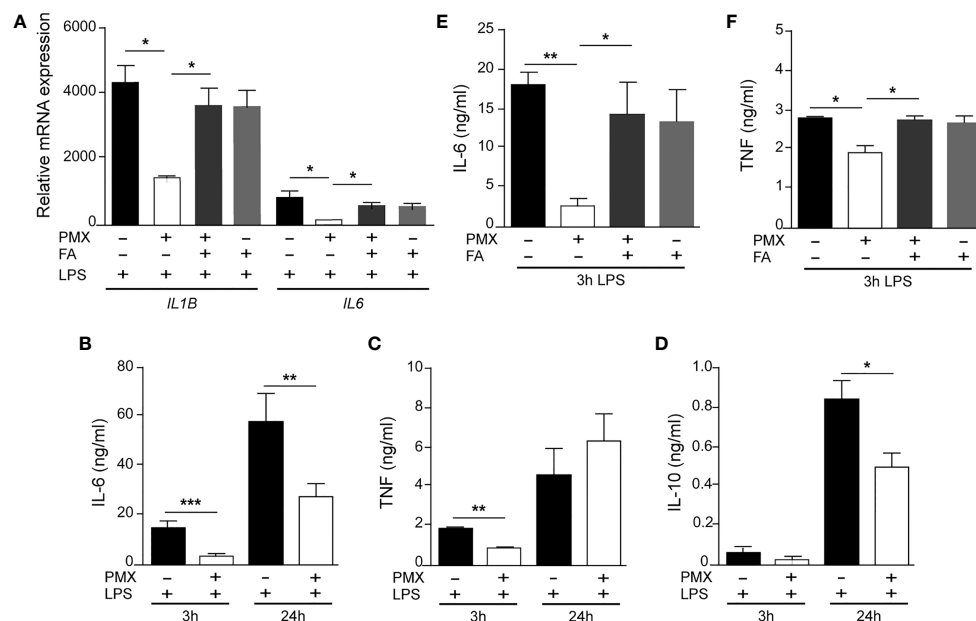 A
Relative mRNA expression
6000
4000
2000
0
* * * *
PMX – + + – – + + –
FA – – + + – – + +
LPS + + + + + + + +
IL1B IL6
E
IL-6 (ng/ml)
25
20
15
10
5
0
** *
PMX – + + –
FA – – + +
3h LPS
F
TNF (ng/ml)
5
4
3
2
1
0
* *
PMX – + + –
FA – – + +
3h LPS
B
IL-6 (ng/ml)
80
60
40
20
0
*** **
PMX – + – +
LPS + + + +
3h 24h
C
TNF (ng/ml)
10
8
6
4
2
0
**
PMX – + – +
LPS + + + +
3h 24h
D
IL-10 (ng/ml)
1.0
0.8
0.6
0.4
0.2
0
*
PMX – + – +
LPS + + + +
3h 24h